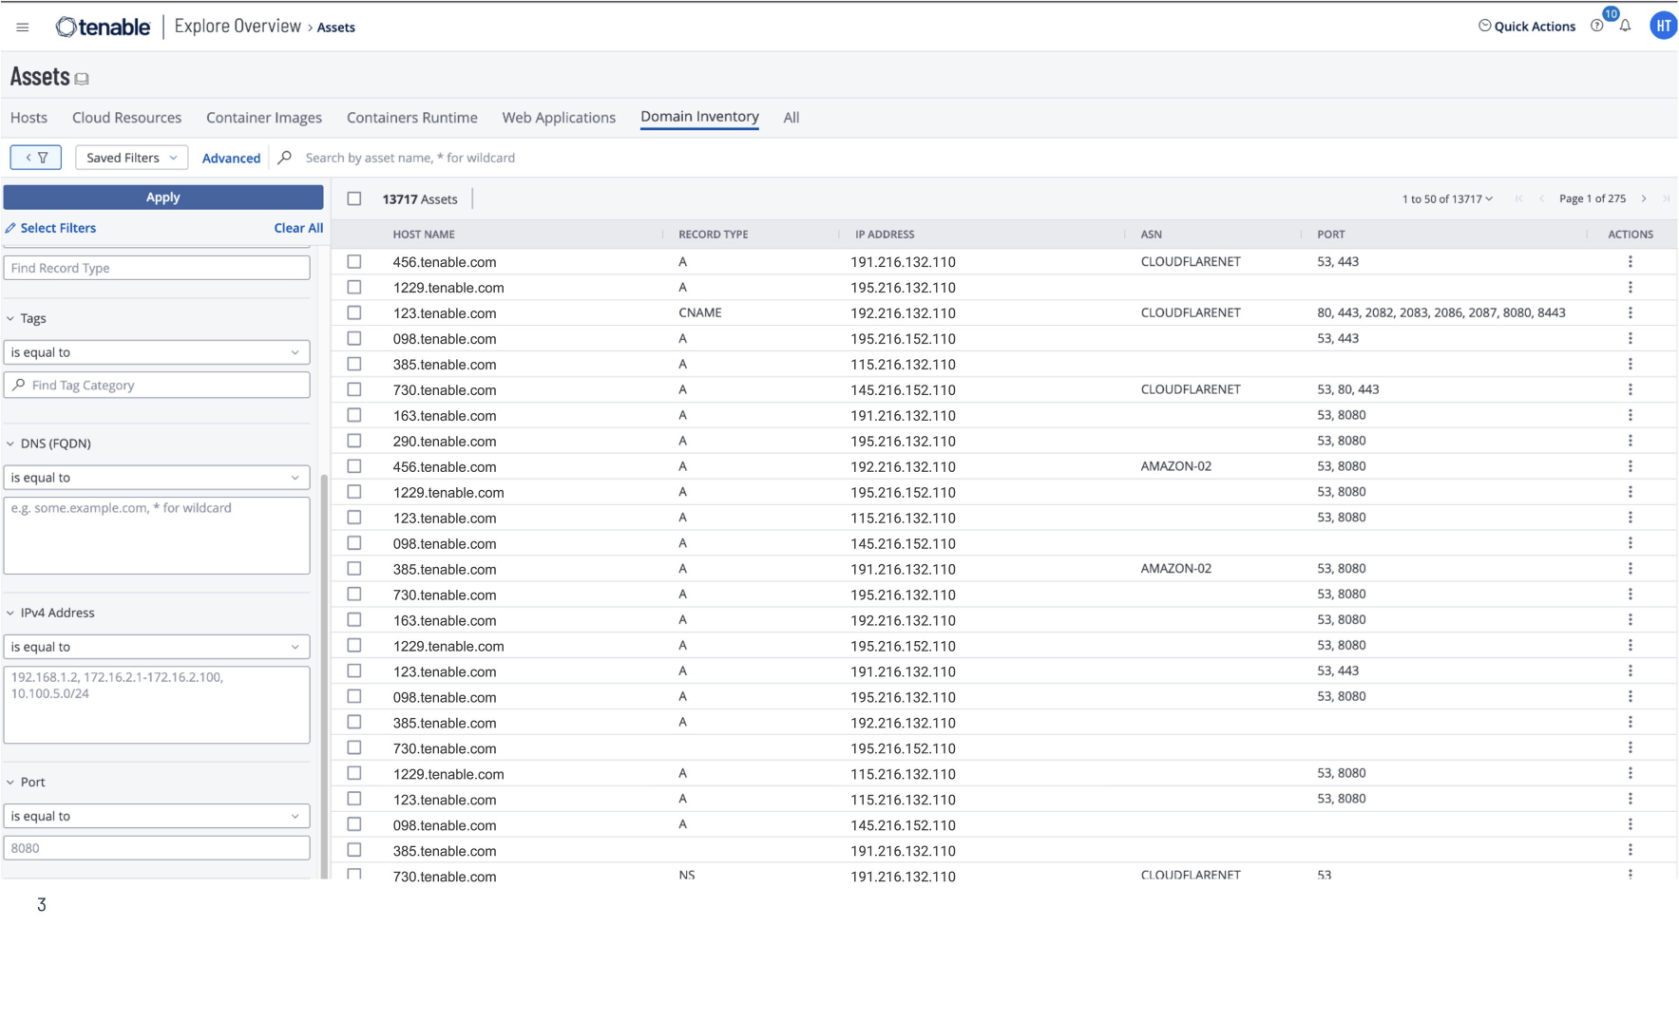 tenable Explore Overview > Assets Quick Actions 10 HT
Assets
Hosts Cloud Resources Container Images Containers Runtime Web Applications Domain Inventory All
Saved Filters Advanced Search by asset name, * for wildcard
Apply
Select Filters Clear All
Find Record Type
Tags
is equal to
Find Tag Category
DNS (FQDN)
is equal to
e.g. some.example.com, * for wildcard
IPv4 Address
is equal to
192.168.1.2, 172.16.2.1-172.16.2.100,
10.100.5.0/24
Port
is equal to
8080
13717 Assets 1 to 50 of 13717 Page 1 of 275
HOST NAME RECORD TYPE IP ADDRESS ASN PORT ACTIONS
456.tenable.com A 191.216.132.110 CLOUDFLARENET 53, 443
1229.tenable.com A 195.216.132.110
123.tenable.com CNAME 192.216.132.110 CLOUDFLARENET 80, 443, 2082, 2083, 2086, 2087, 8080, 8443
098.tenable.com A 195.216.152.110 53, 443
385.tenable.com A 115.216.132.110
730.tenable.com A 145.216.152.110 CLOUDFLARENET 53, 80, 443
163.tenable.com A 191.216.132.110 53, 8080
290.tenable.com A 195.216.132.110 53, 8080
456.tenable.com A 192.216.132.110 AMAZON-02 53, 8080
1229.tenable.com A 195.216.152.110 53, 8080
123.tenable.com A 115.216.132.110 53, 8080
098.tenable.com A 145.216.152.110
385.tenable.com A 191.216.132.110 AMAZON-02 53, 8080
730.tenable.com A 195.216.132.110 53, 8080
163.tenable.com A 192.216.132.110 53, 8080
1229.tenable.com A 195.216.152.110 53, 8080
123.tenable.com A 191.216.132.110 53, 443
098.tenable.com A 195.216.132.110 53, 8080
385.tenable.com A 192.216.132.110
730.tenable.com 195.216.152.110
1229.tenable.com A 115.216.132.110 53, 8080
123.tenable.com A 115.216.132.110 53, 8080
098.tenable.com A 145.216.152.110
385.tenable.com 191.216.132.110
730.tenable.com NS 191.216.132.110 CLOUDFLARENET 53
3